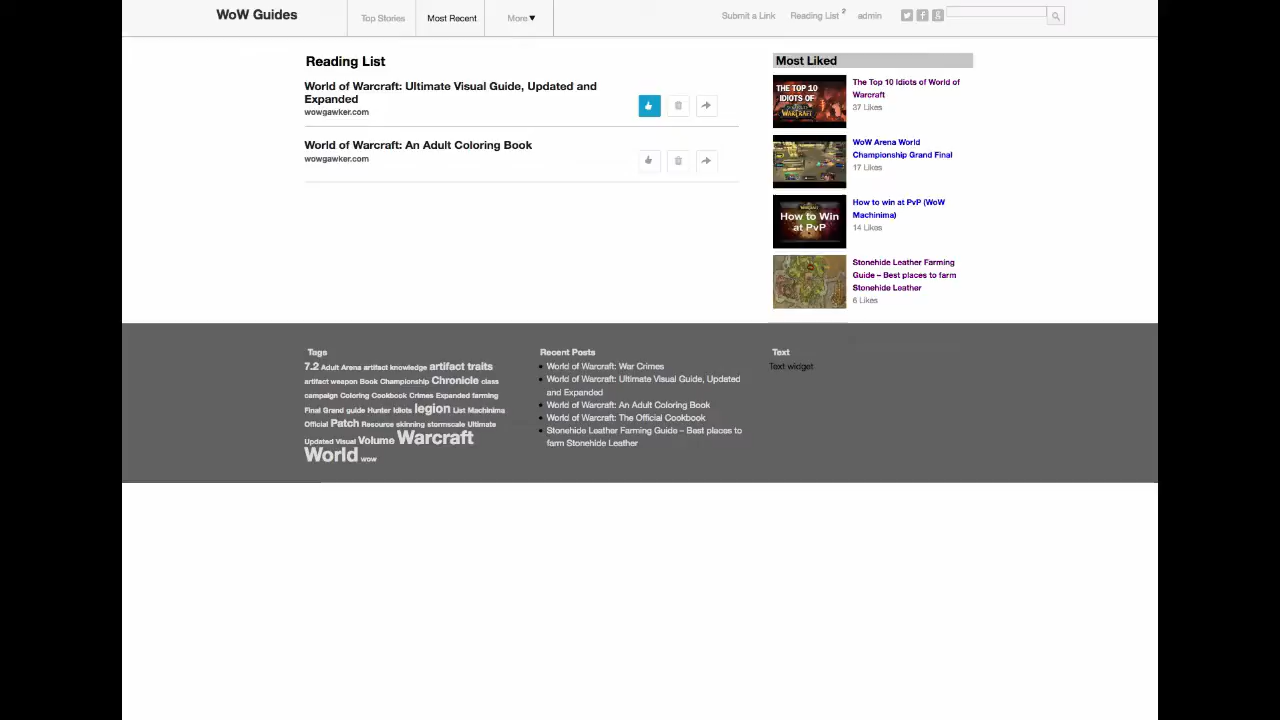 WoW Guides
Top Stories
Most Recent
More ▼
Submit a Link
Reading List 2
admin
Reading List
World of Warcraft: Ultimate Visual Guide, Updated and
Expanded
wowgawker.com
World of Warcraft: An Adult Coloring Book
wowgawker.com
Most Liked
THE TOP 10
IDIOTS OF
WARCRAFT
The Top 10 Idiots of World of
Warcraft
37 Likes
WoW Arena World
Championship Grand Final
17 Likes
How to Win
at PvP
How to win at PvP (WoW
Machinima)
14 Likes
Stonehide Leather Farming
Guide – Best places to farm
Stonehide Leather
6 Likes
Tags
7.2 Adult Arena artifact knowledge artifact traits
artifact weapon Book Championship Chronicle class
campaign Coloring Cookbook Crimes Expanded farming
Final Grand guide Hunter Idiots legion List Machinima
Official Patch Resource skinning stormscale Ultimate
Updated Visual Volume Warcraft
World wow
Recent Posts
World of Warcraft: War Crimes
World of Warcraft: Ultimate Visual Guide, Updated
and Expanded
World of Warcraft: An Adult Coloring Book
World of Warcraft: The Official Cookbook
Stonehide Leather Farming Guide – Best places to
farm Stonehide Leather
Text
Text widget